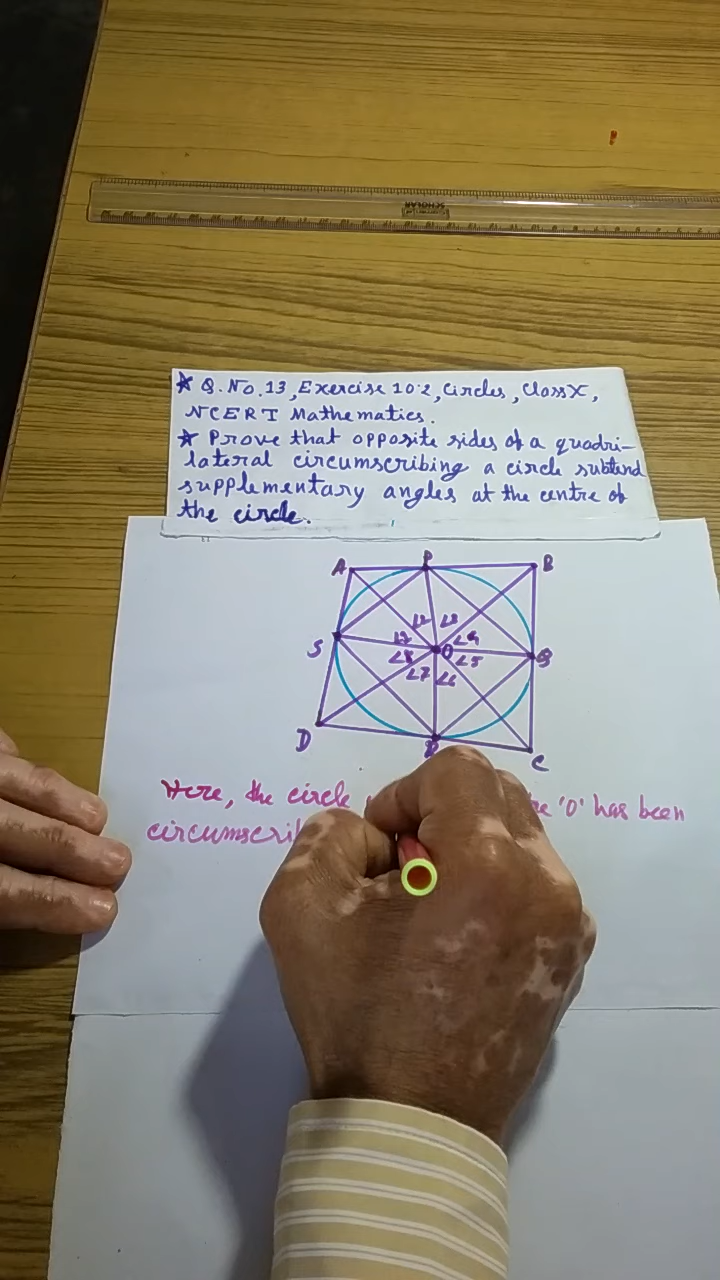 SCHOLAR
* Q. No. 13, Exercise 10.2, Circles, Class X,
NCERT Mathematics.
* Prove that opposite sides of a quadri-
lateral circumscribing a circle subtend
supplementary angles at the centre of
the circle.
A P B
∠2 ∠3
∠4
S O
∠8 ∠5
∠7 ∠6
D C
Here, the circle 'O' has been